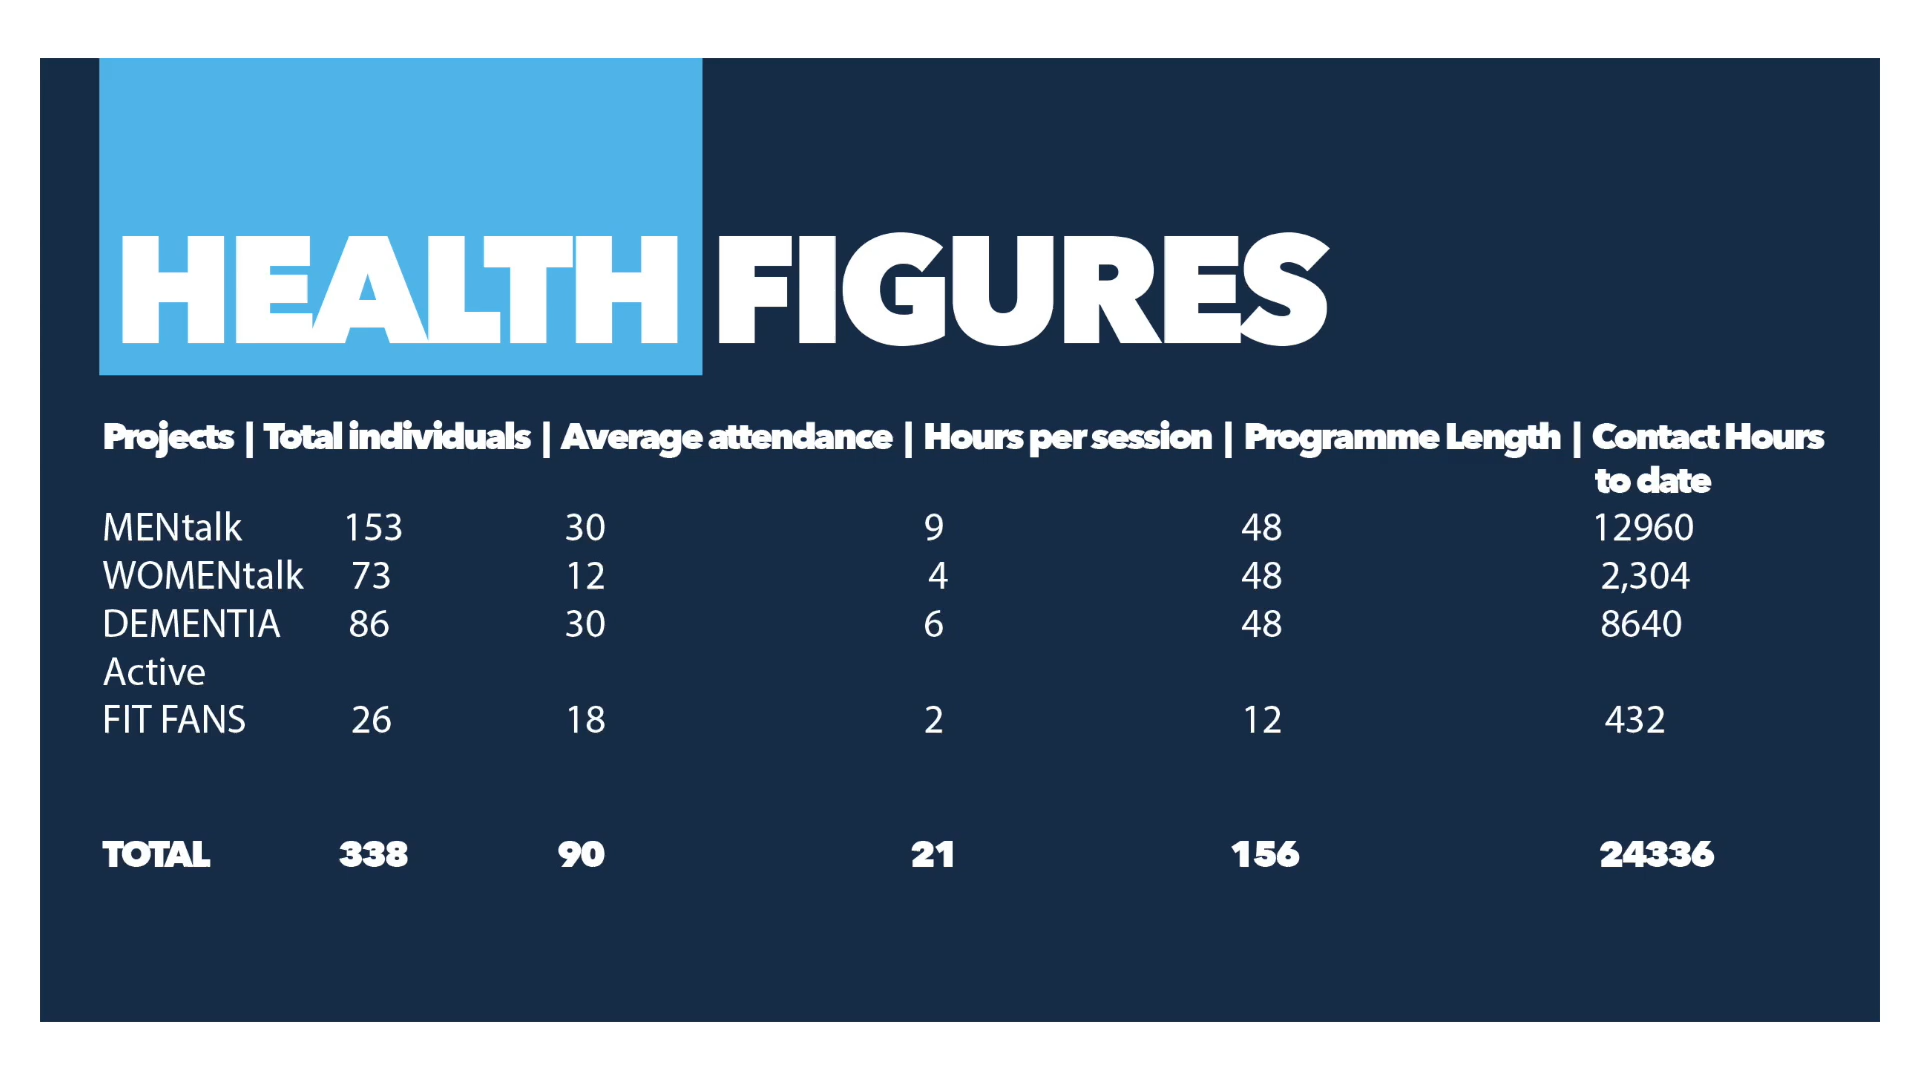 HEALTH FIGURES
Projects | Total individuals | Average attendance | Hours per session | Programme Length | Contact Hours
to date
MENtalk 153 30 9 48 12960
WOMENtalk 73 12 4 48 2,304
DEMENTIA 86 30 6 48 8640
Active
FIT FANS 26 18 2 12 432
TOTAL 338 90 21 156 24336